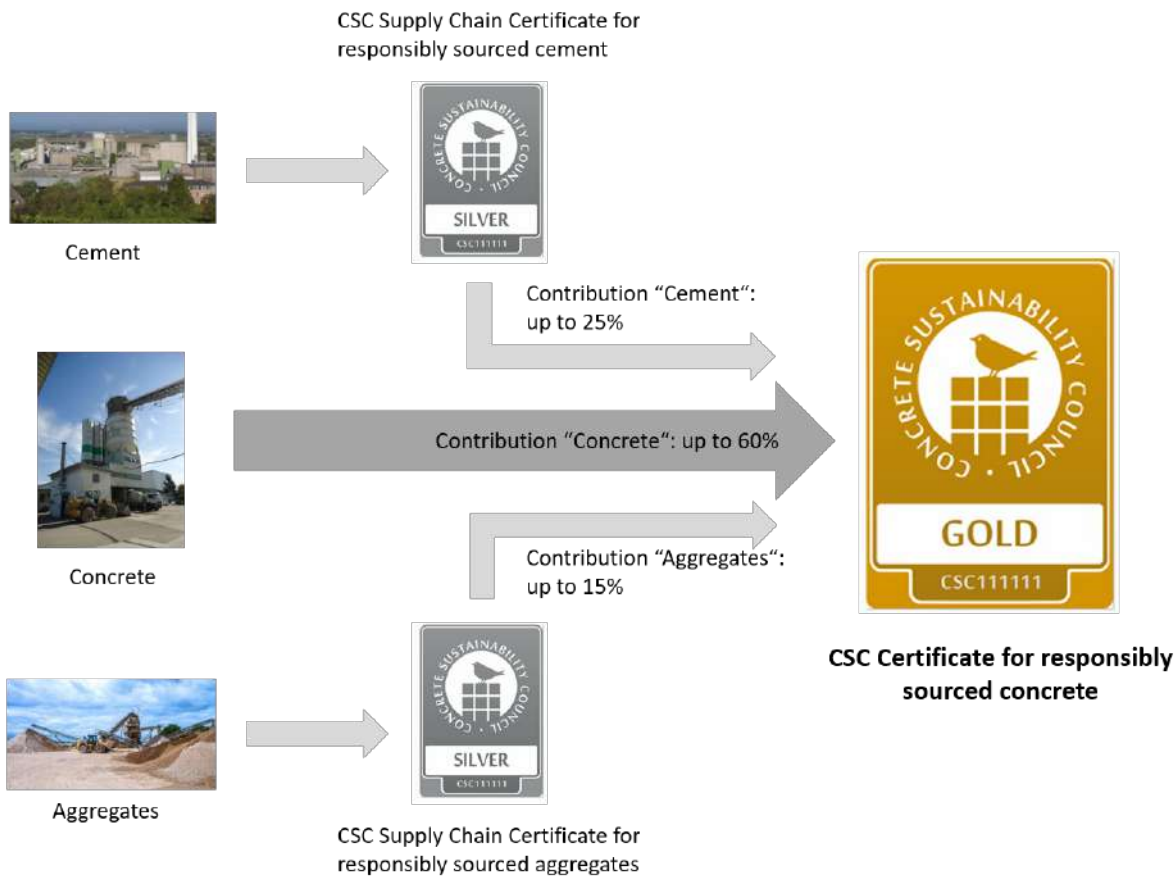 CSC Supply Chain Certificate for
responsibly sourced cement
CONCRETE SUSTAINABILITY COUNCIL ·
SILVER
CSC111111
Cement
Contribution “Cement“:
up to 25%
Contribution “Concrete“: up to 60%
CONCRETE SUSTAINABILITY COUNCIL ·
GOLD
CSC111111
Concrete
Contribution “Aggregates“:
up to 15%
CSC Certificate for responsibly
sourced concrete
CONCRETE SUSTAINABILITY COUNCIL ·
SILVER
CSC111111
Aggregates
CSC Supply Chain Certificate for
responsibly sourced aggregates